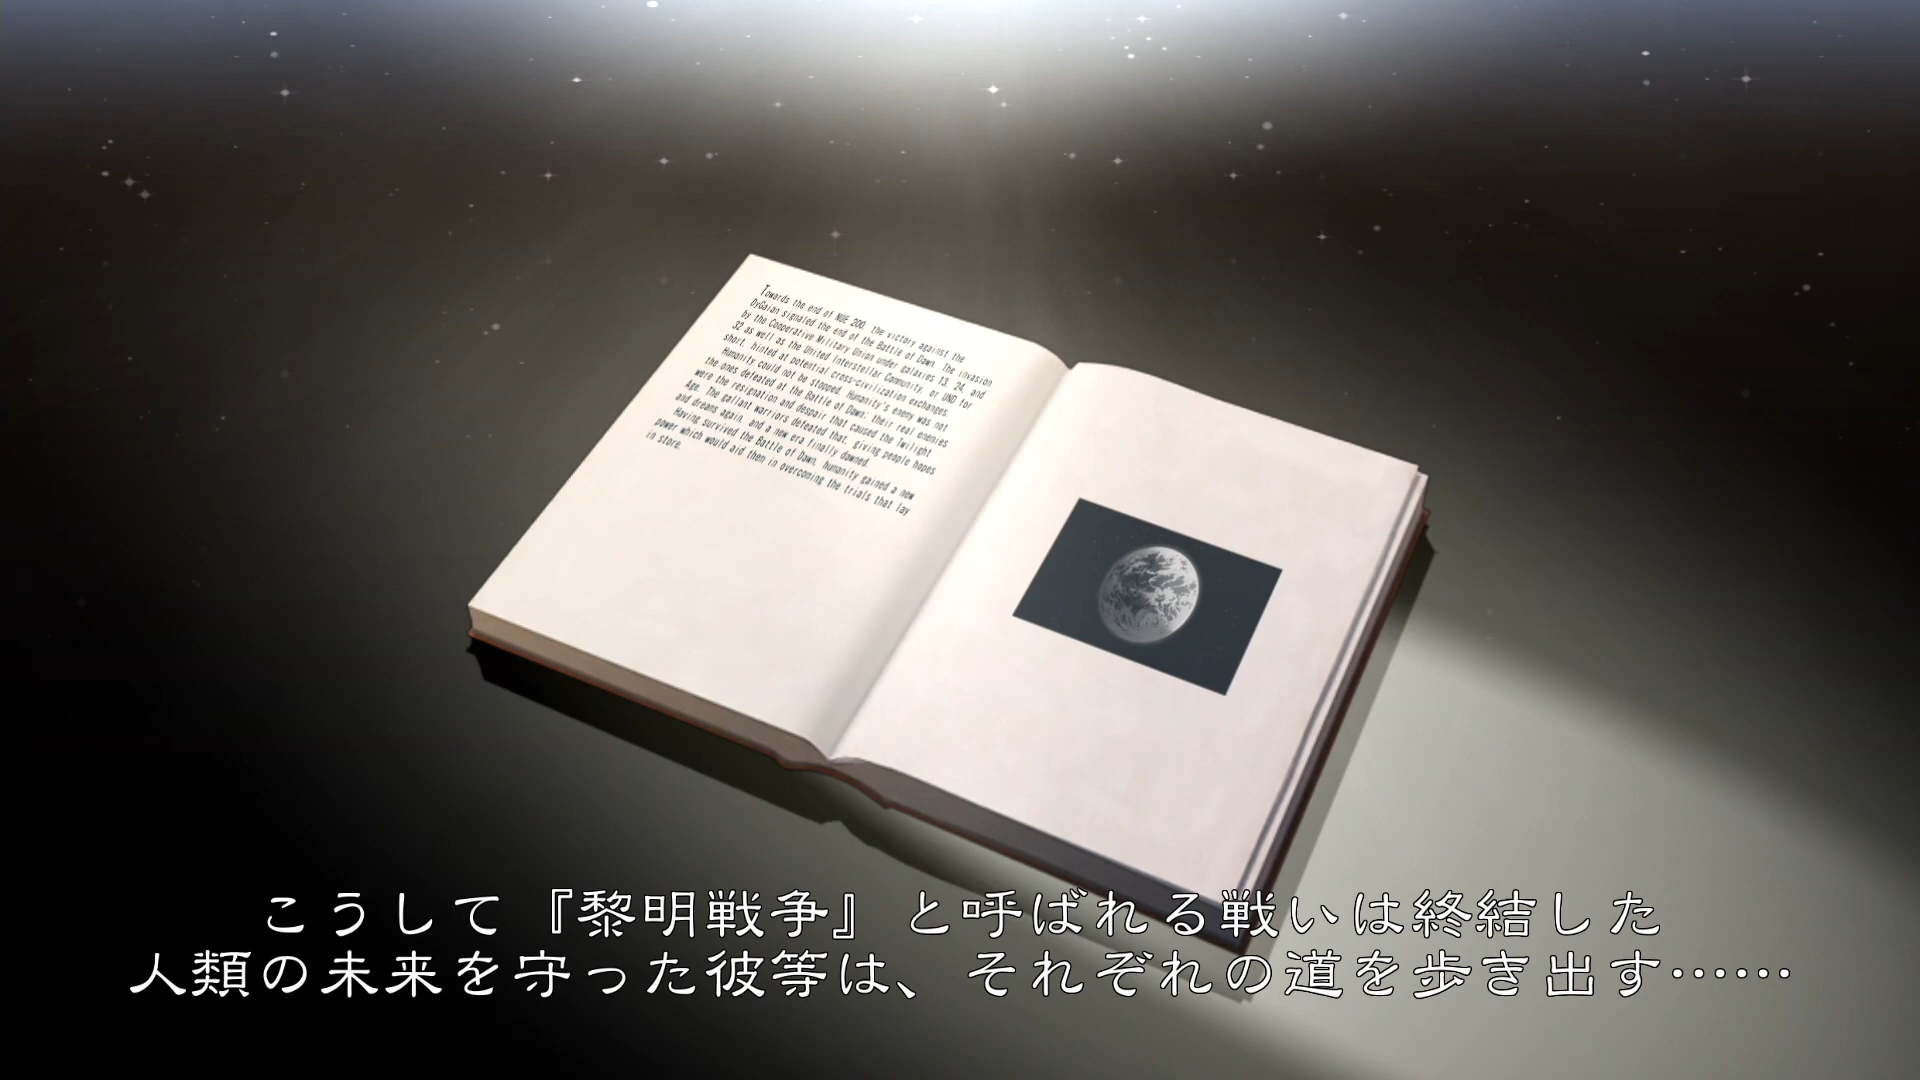 Towards the end of NUE 200, the victory against the
DyGaian signaled the end of the Battle of Dawn. The invasion
by the Cooperative Military Union under galaxies 13, 24, and
32 as well as the United Interstellar Community, or UND for
short, hinted at potential cross-civilization exchanges.
Humanity could not be stopped. Humanity's enemy was not
the ones defeated at the Battle of Dawn; their real enemies
were the resignation and despair that caused the Twilight
Age. The gallant warriors defeated that, giving people hopes
and dreams again, and a new era finally dawned.
Having survived the Battle of Dawn, humanity gained a new
power which would aid them in overcoming the trials that lay
in store.
こうして『黎明戦争』と呼ばれる戦いは終結した
人類の未来を守った彼等は、それぞれの道を歩き出す……